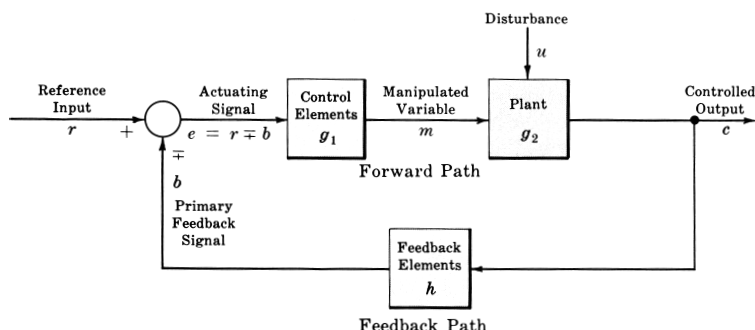 Disturbance
u
Reference
Input
r
+
Actuating
Signal
e = r ∓ b
Control
Elements
g₁
Manipulated
Variable
m
Plant
g₂
Controlled
Output
c
∓
b
Forward Path
Primary
Feedback
Signal
Feedback
Elements
h
Feedback Path